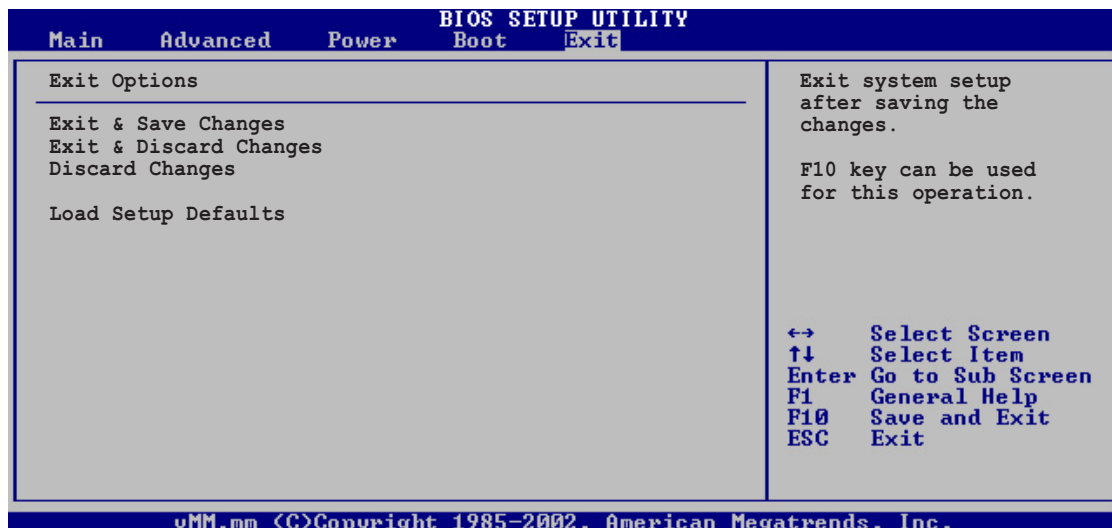 BIOS SETUP UTILITY
Main Advanced Power Boot Exit
Exit Options
Exit & Save Changes
Exit & Discard Changes
Discard Changes
Load Setup Defaults
Exit system setup
after saving the
changes.
F10 key can be used
for this operation.
←→ Select Screen
↑↓ Select Item
Enter Go to Sub Screen
F1 General Help
F10 Save and Exit
ESC Exit
vMM.mm (C)Copyright 1985-2002, American Megatrends, Inc.